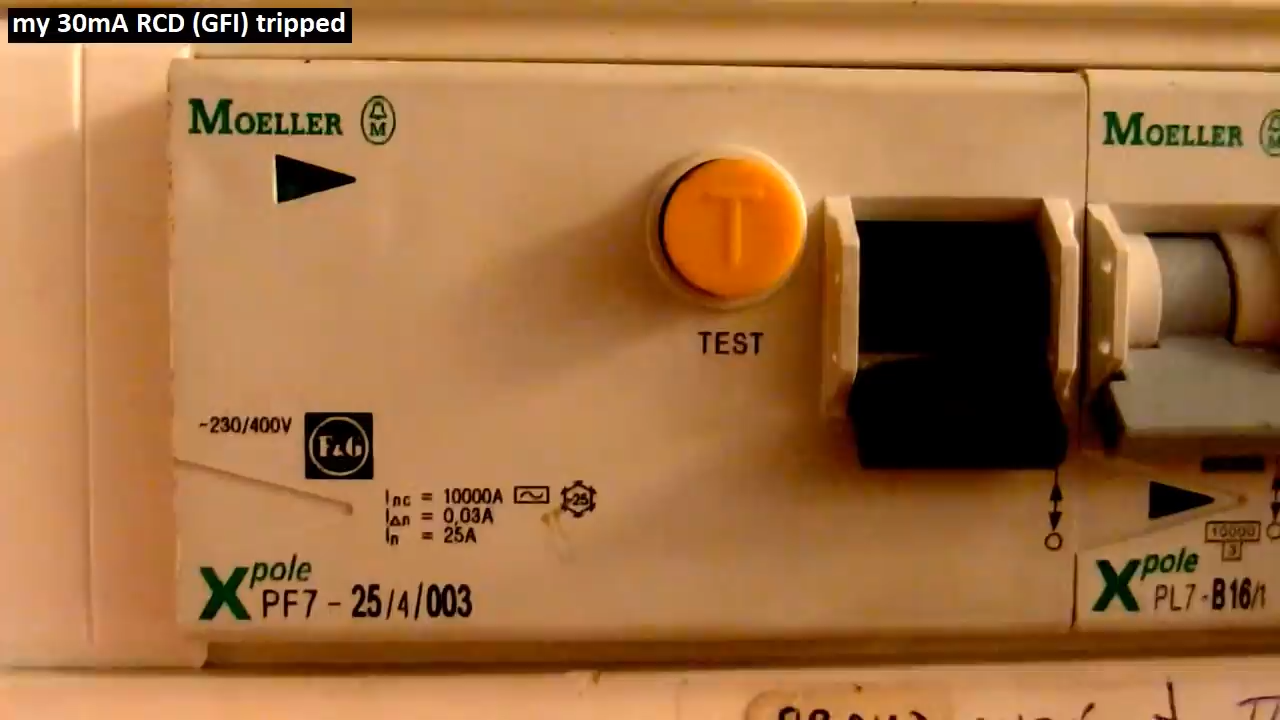 my 30mA RCD (GFI) tripped
MOELLER
M
T
TEST
~230/400V
F&G
Inc = 10000A
-25
IΔn = 0,03A
In = 25A
Xpole
PF7 - 25/4/003
MOELLER
10000
3
Xpole
PL7-B16/1